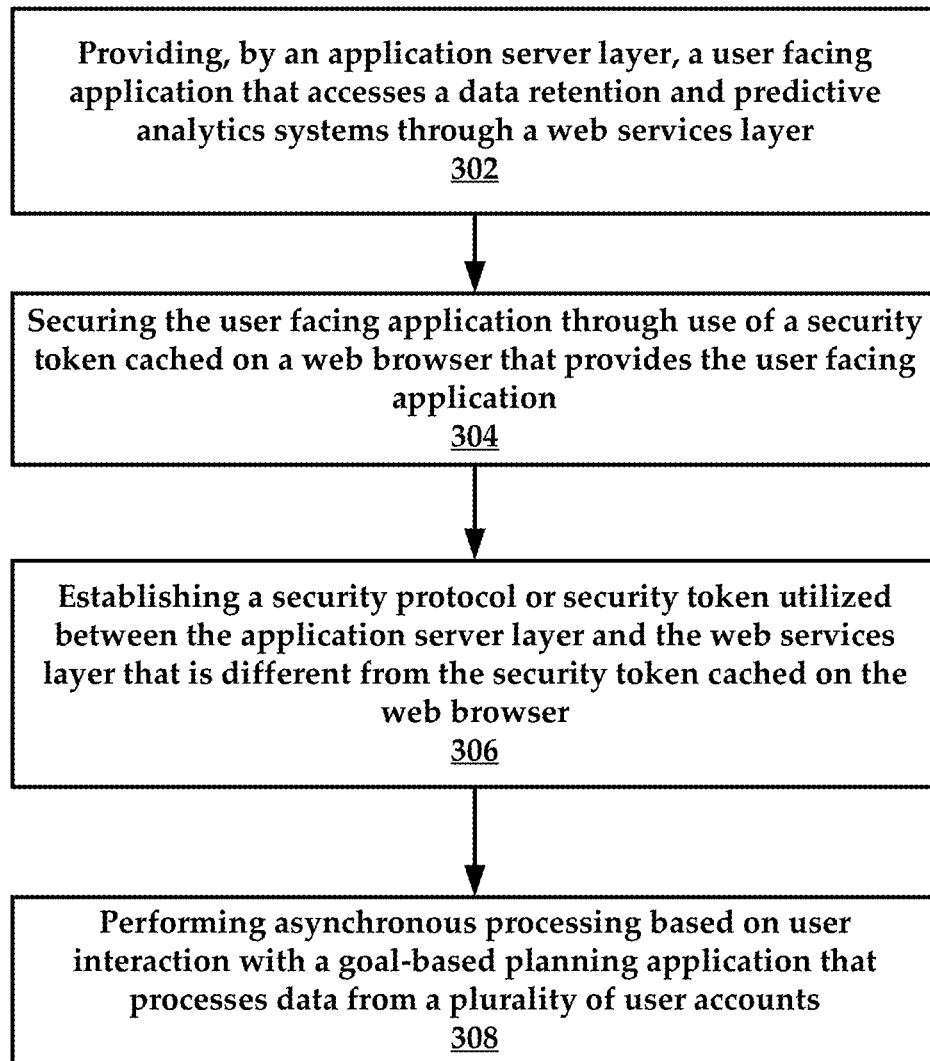 Providing, by an application server layer, a user facing
application that accesses a data retention and predictive
analytics systems through a web services layer
302
Securing the user facing application through use of a security
token cached on a web browser that provides the user facing
application
304
Establishing a security protocol or security token utilized
between the application server layer and the web services
layer that is different from the security token cached on the
web browser
306
Performing asynchronous processing based on user
interaction with a goal-based planning application that
processes data from a plurality of user accounts
308